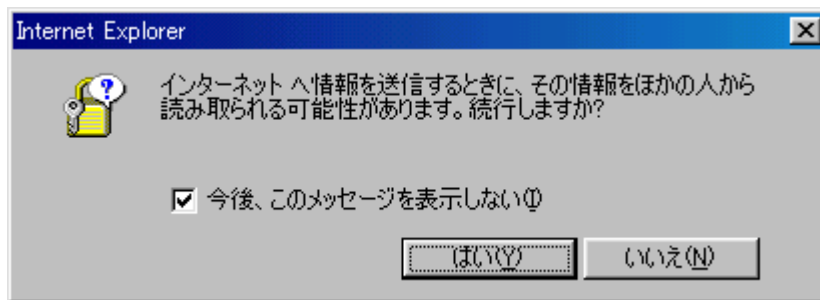 Internet Explorer
インターネット へ情報を送信するときに、その情報をほかの人から
読み取られる可能性があります。続行しますか?
今後、このメッセージを表示しない(I)
はい(Y)
いいえ(N)